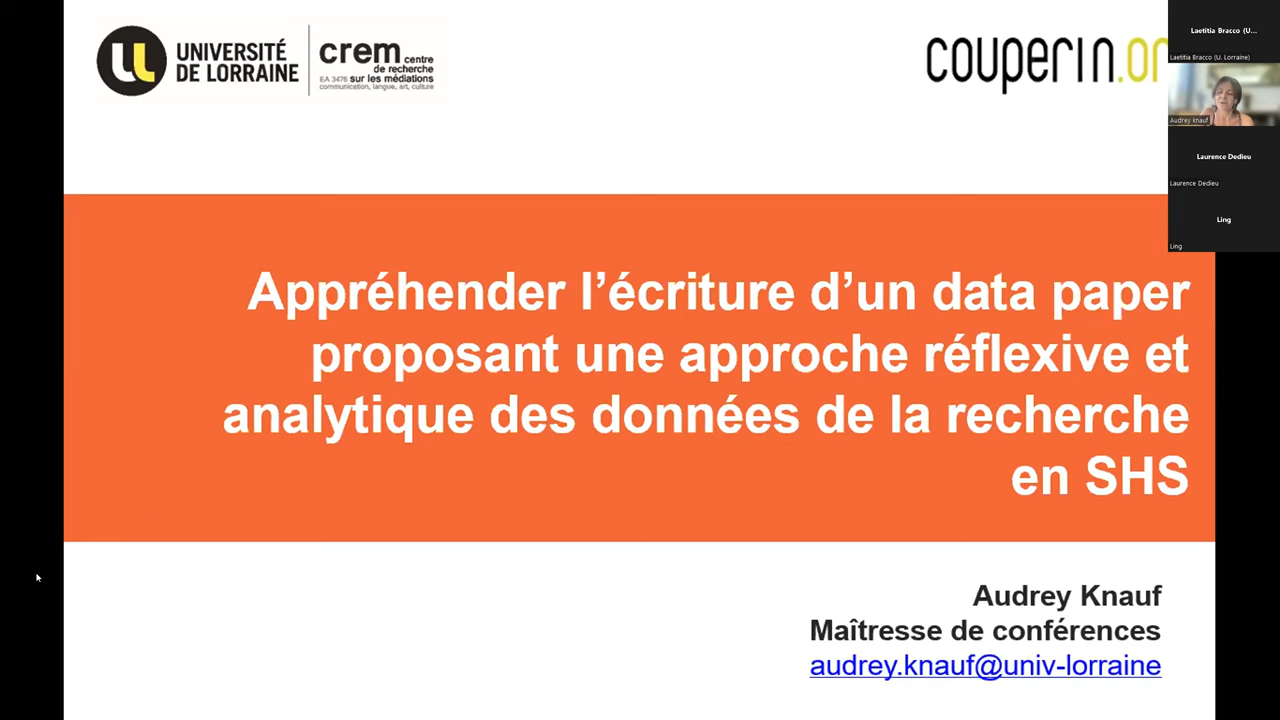 UNIVERSITÉ
DE LORRAINE
crem centre
de recherche
EA 3476 sur les médiations
communication, langue, art, culture
couperin.or
Laetitia Bracco (U...
Laetitia Bracco (U. Lorraine)
Audrey knauf
Laurence Dedieu
Laurence Dedieu
Ling
Ling
Appréhender l’écriture d’un data paper
proposant une approche réflexive et
analytique des données de la recherche
en SHS
Audrey Knauf
Maîtresse de conférences
audrey.knauf@univ-lorraine